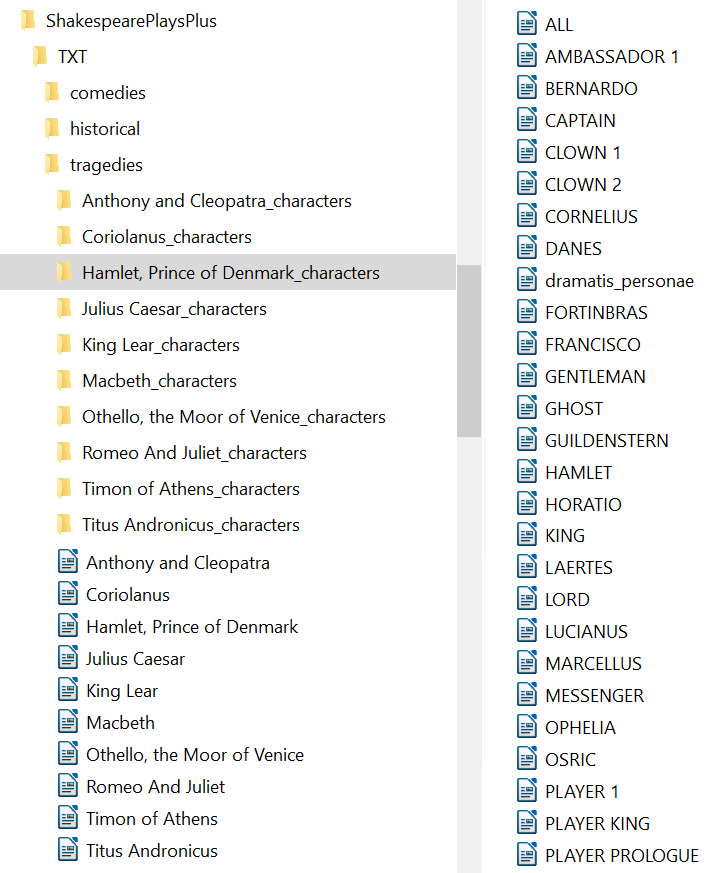 ShakespearePlaysPlus
TXT
comedies
historical
tragedies
Anthony and Cleopatra_characters
Coriolanus_characters
Hamlet, Prince of Denmark_characters
Julius Caesar_characters
King Lear_characters
Macbeth_characters
Othello, the Moor of Venice_characters
Romeo And Juliet_characters
Timon of Athens_characters
Titus Andronicus_characters
Anthony and Cleopatra
Coriolanus
Hamlet, Prince of Denmark
Julius Caesar
King Lear
Macbeth
Othello, the Moor of Venice
Romeo And Juliet
Timon of Athens
Titus Andronicus
ALL
AMBASSADOR 1
BERNARDO
CAPTAIN
CLOWN 1
CLOWN 2
CORNELIUS
DANES
dramatis_personae
FORTINBRAS
FRANCISCO
GENTLEMAN
GHOST
GUILDENSTERN
HAMLET
HORATIO
KING
LAERTES
LORD
LUCIANUS
MARCELLUS
MESSENGER
OPHELIA
OSRIC
PLAYER 1
PLAYER KING
PLAYER PROLOGUE